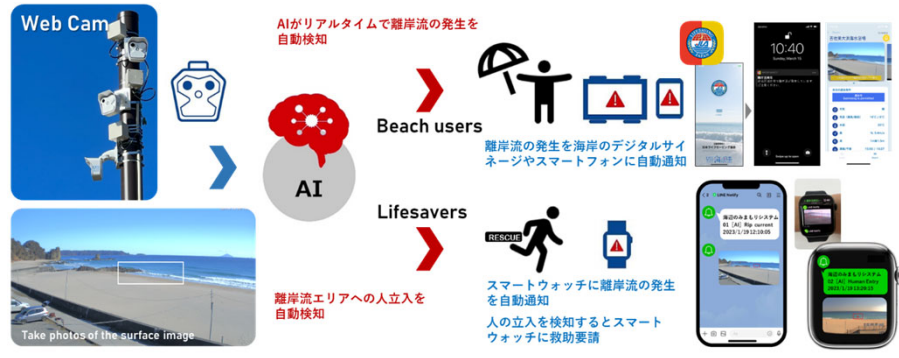 Web Cam
Take photos of the surface image
AIがリアルタイムで離岸流の発生を
自動検知
AI
離岸流エリアへの人立入を
自動検知
Beach users
離岸流の発生を海岸のデジタルサイ
ネージやスマートフォンに自動通知
10:40
Sunday, March 13
Lifesavers
RESCUE
スマートウォッチに離岸流の発生
を自動通知
人の立入を検知するとスマート
ウォッチに救助要請
LINE Notify
海辺のみまもりシステム
01 [AI] Rip current
2023/1/19 12:10:05
海辺のみまもりシステム
02 [AI] Human Entry